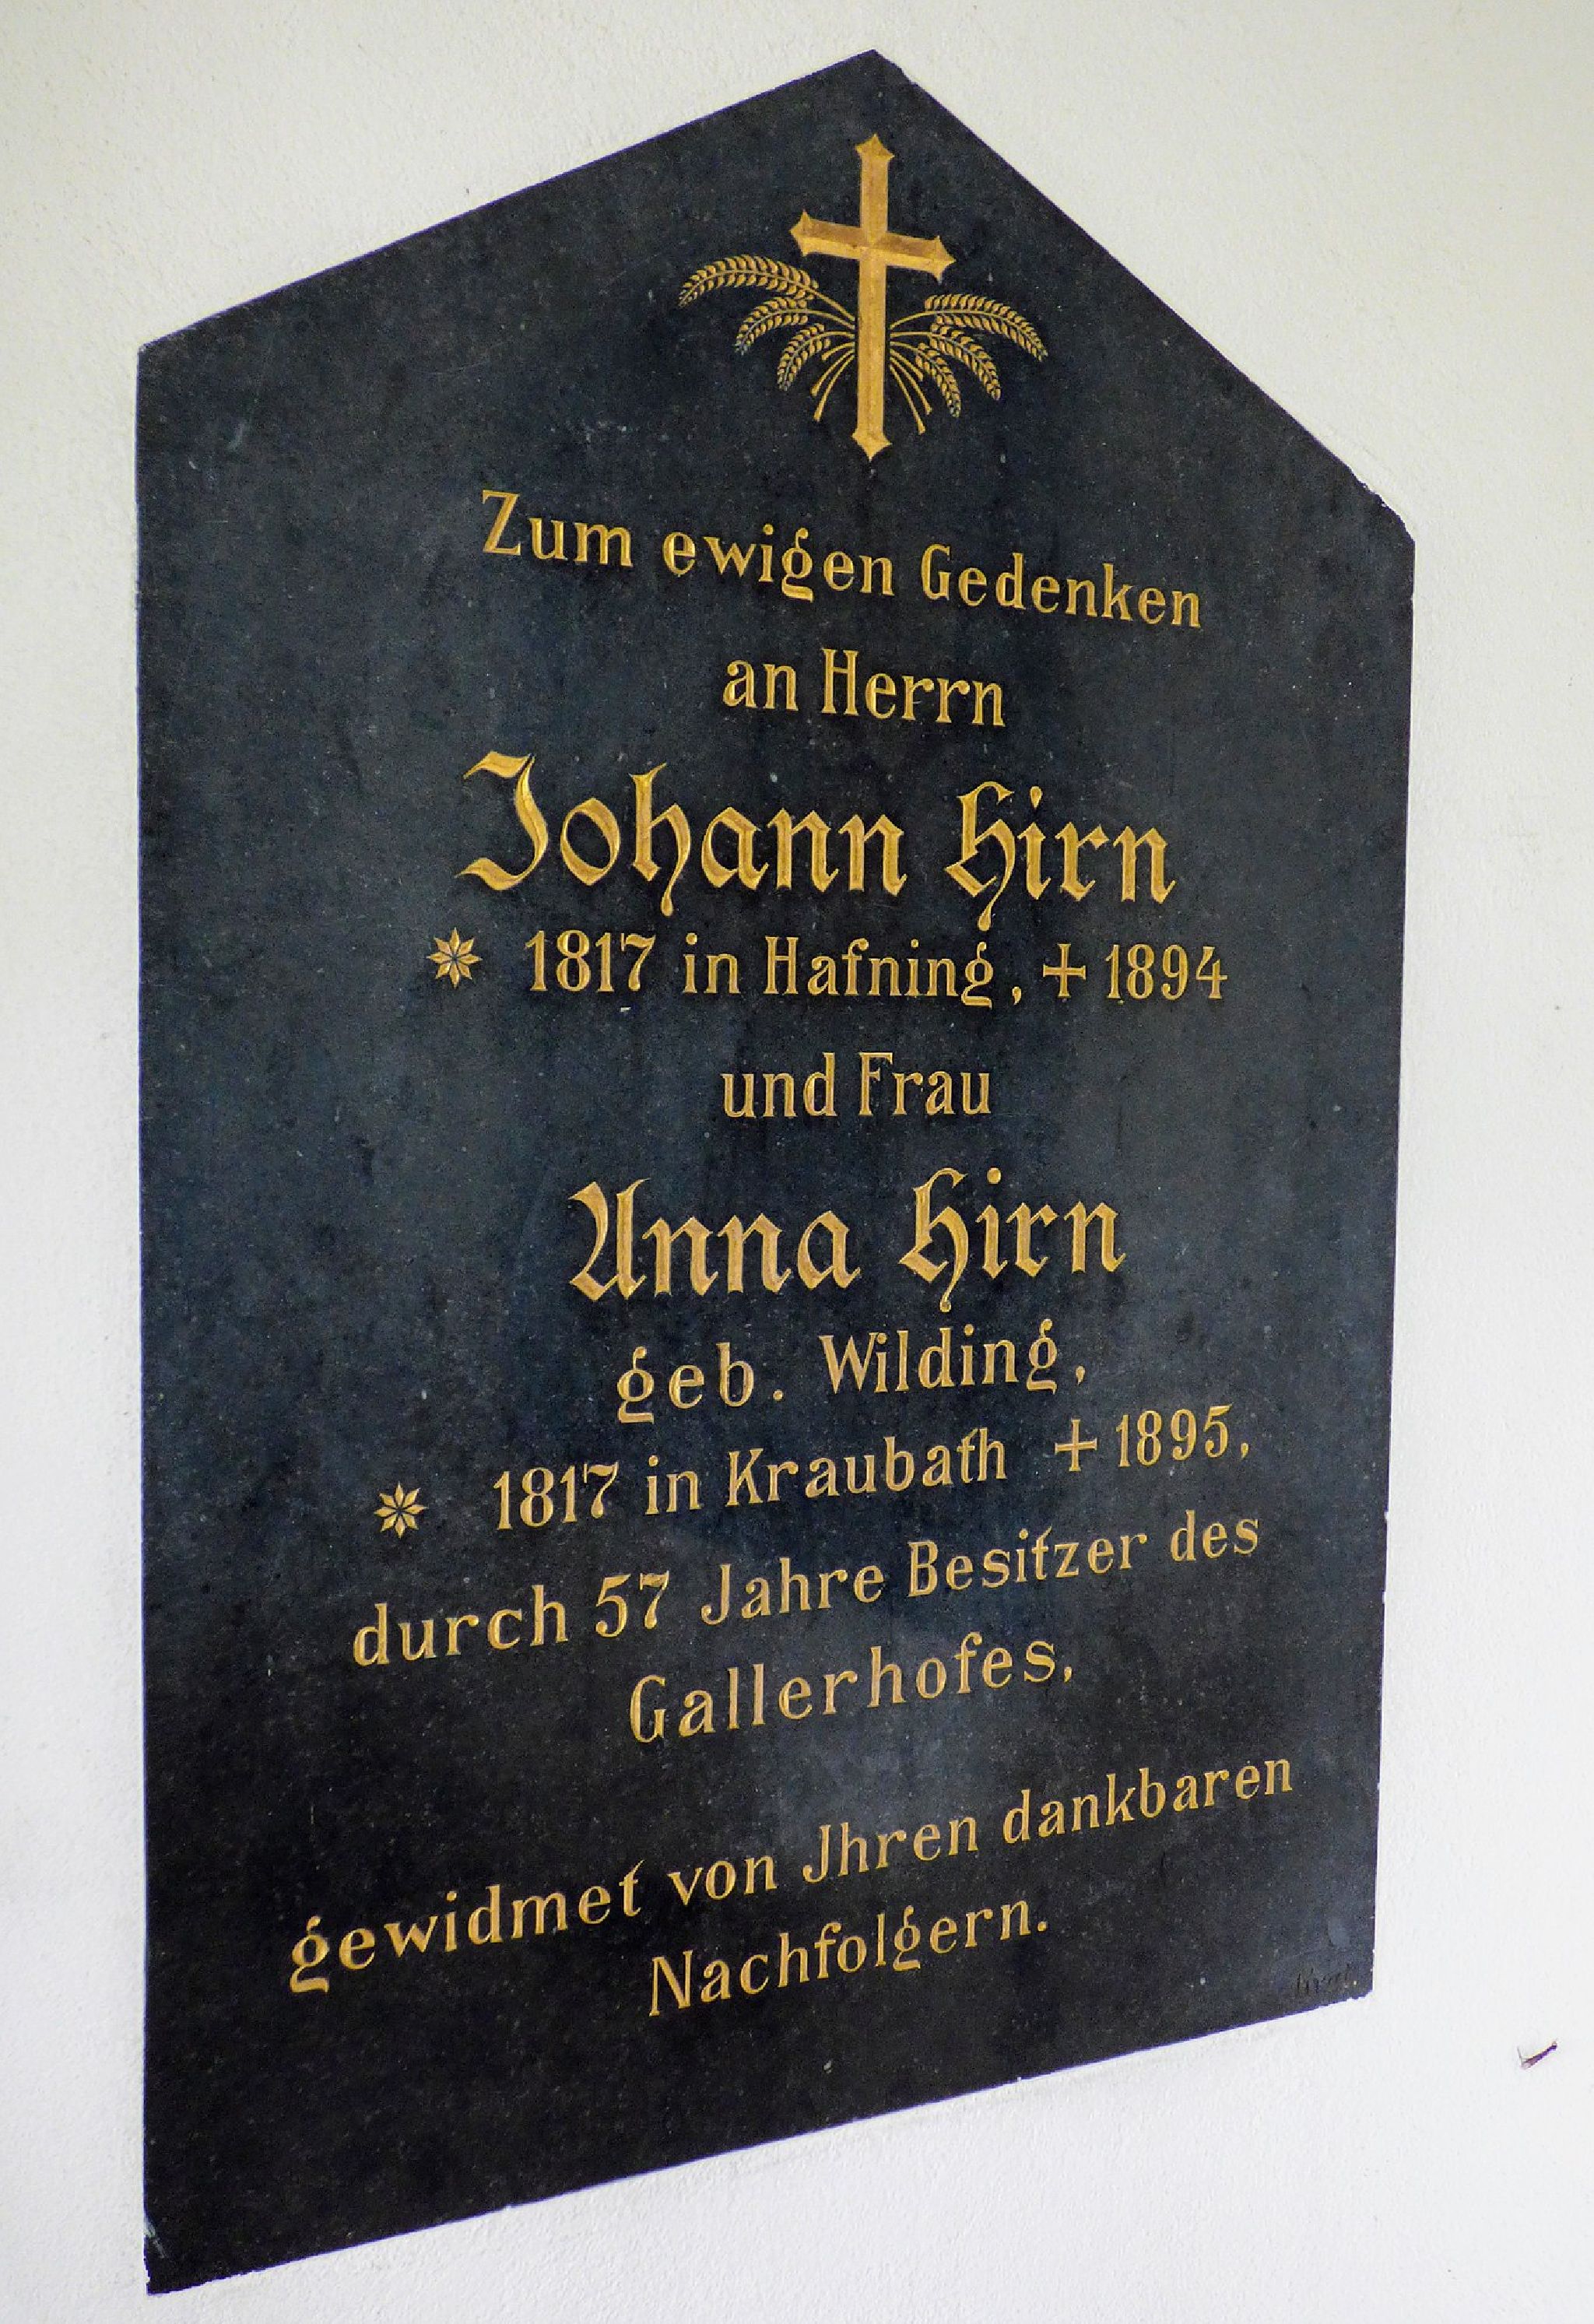 Zum ewigen Gedenken
an Herrn
Johann Hirn
* 1817 in Hafning, + 1894
und Frau
Anna Hirn
geb. Wilding,
* 1817 in Kraubath + 1895,
durch 57 Jahre Besitzer des
Gallerhofes,
gewidmet von Jhren dankbaren
Nachfolgern.